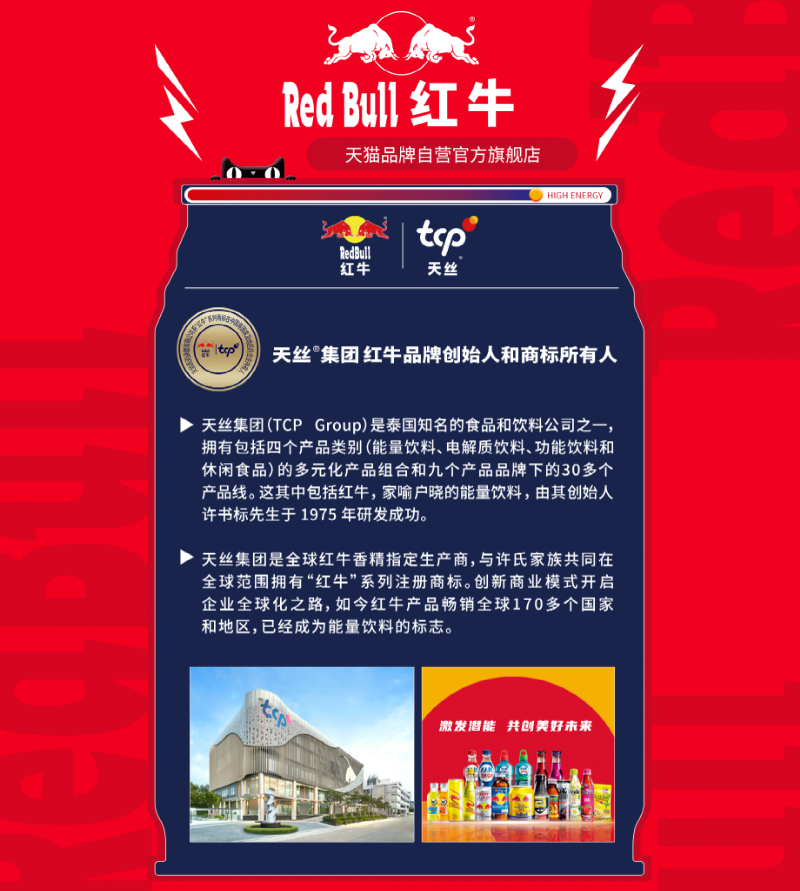 Red Bull 红牛
天猫品牌自营官方旗舰店
HIGH ENERGY
RedBull
红牛
tcp
天丝
天丝®集团 红牛品牌创始人和商标所有人
天丝集团（TCP Group）是泰国知名的食品和饮料公司之一，
拥有包括四个产品类别（能量饮料、电解质饮料、功能饮料和
休闲食品）的多元化产品组合和九个产品品牌下的30多个
产品线。这其中包括红牛，家喻户晓的能量饮料，由其创始人
许书标先生于 1975 年研发成功。
天丝集团是全球红牛香精指定生产商，与许氏家族共同在
全球范围拥有“红牛”系列注册商标。创新商业模式开启
企业全球化之路，如今红牛产品畅销全球170多个国家
和地区，已经成为能量饮料的标志。
tcp
激发潜能 共创美好未来